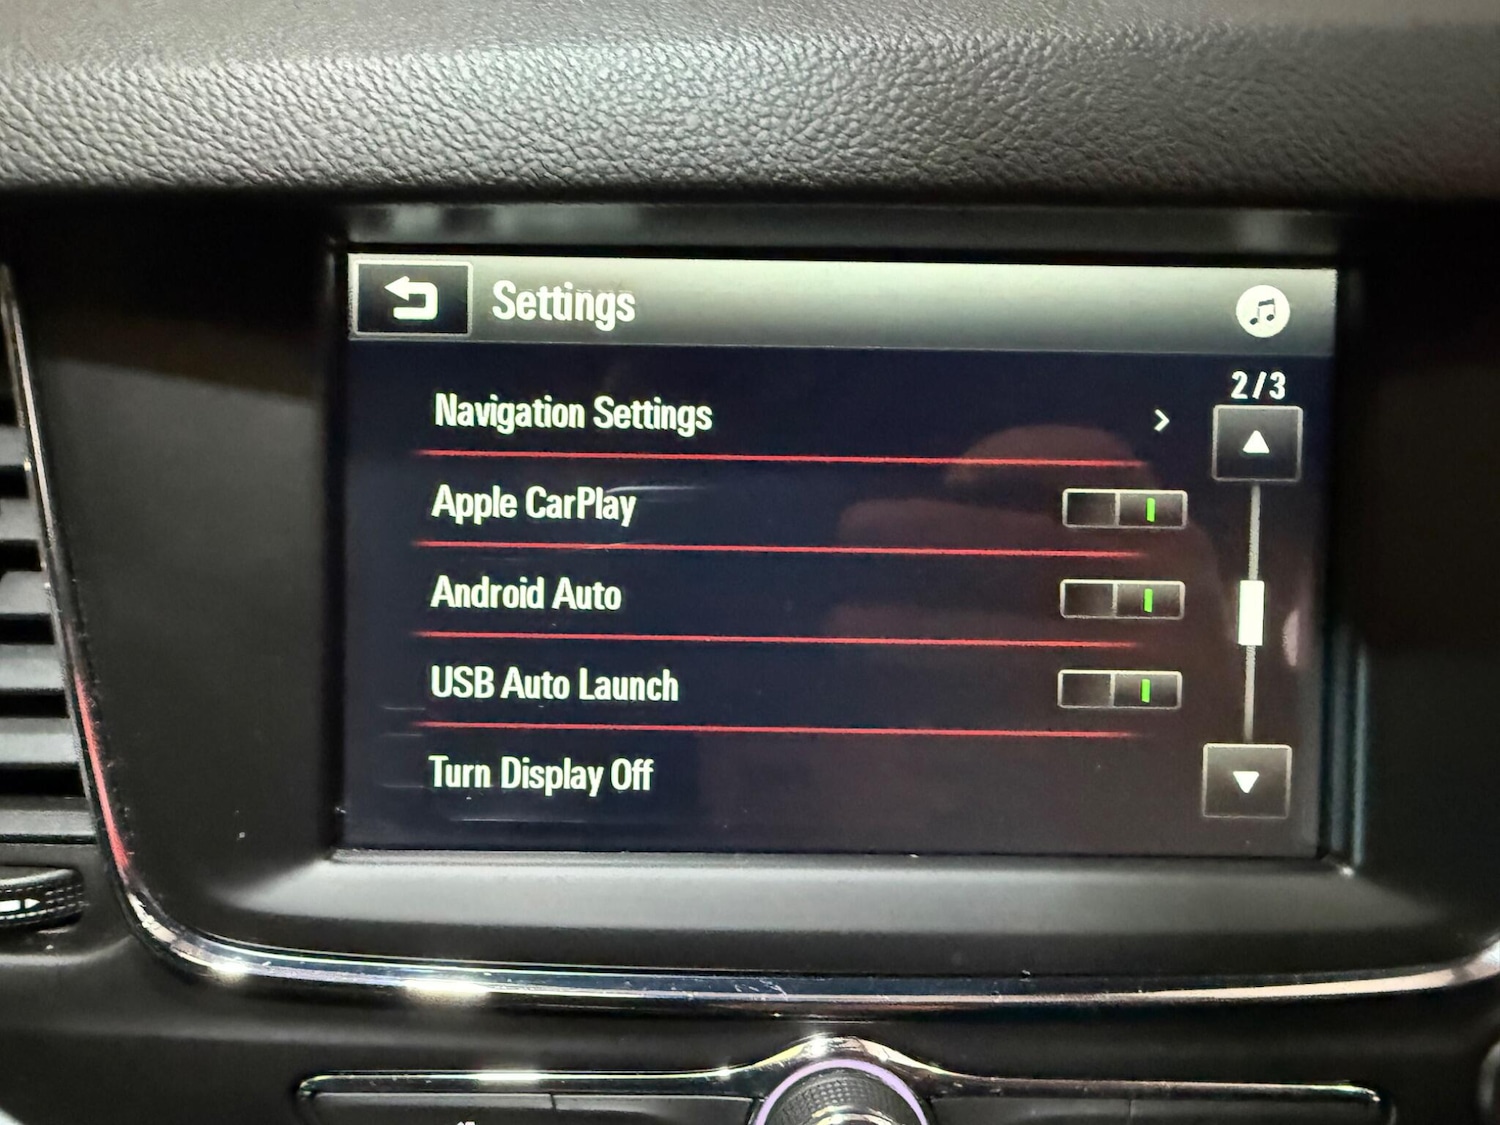 Settings
2/3
Navigation Settings
Apple CarPlay
Android Auto
USB Auto Launch
Turn Display Off